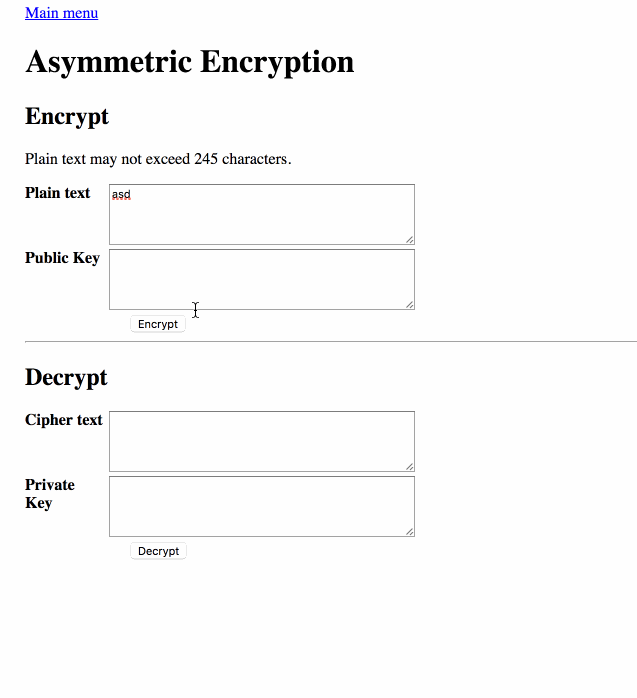 Main menu
Asymmetric Encryption
Encrypt
Plain text may not exceed 245 characters.
Plain text
asd
Public Key
Encrypt
Decrypt
Cipher text
Private
Key
Decrypt